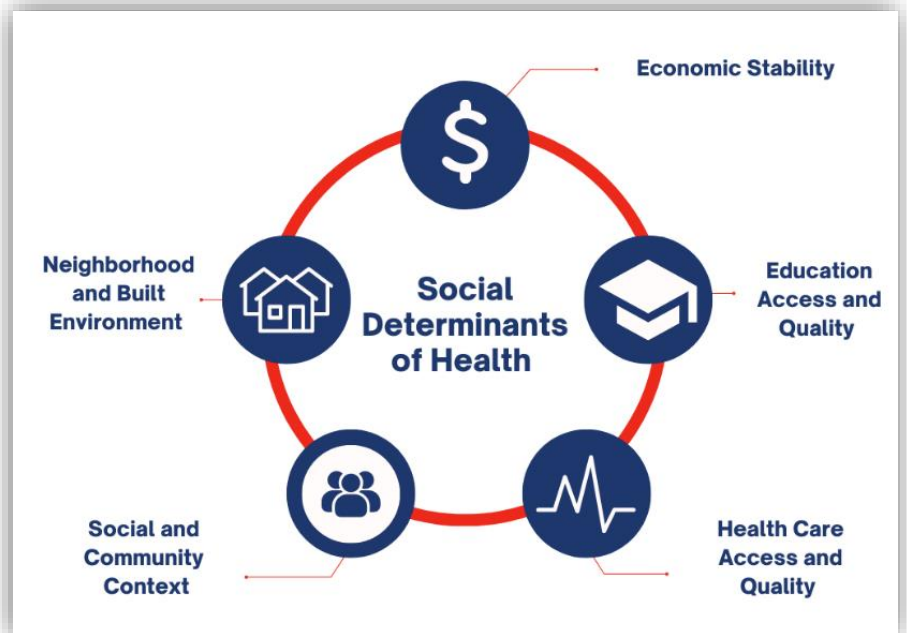 Economic Stability
Neighborhood
and Built
Environment
Social
Determinants
of Health
Education
Access and
Quality
Social and
Community
Context
Health Care
Access and
Quality